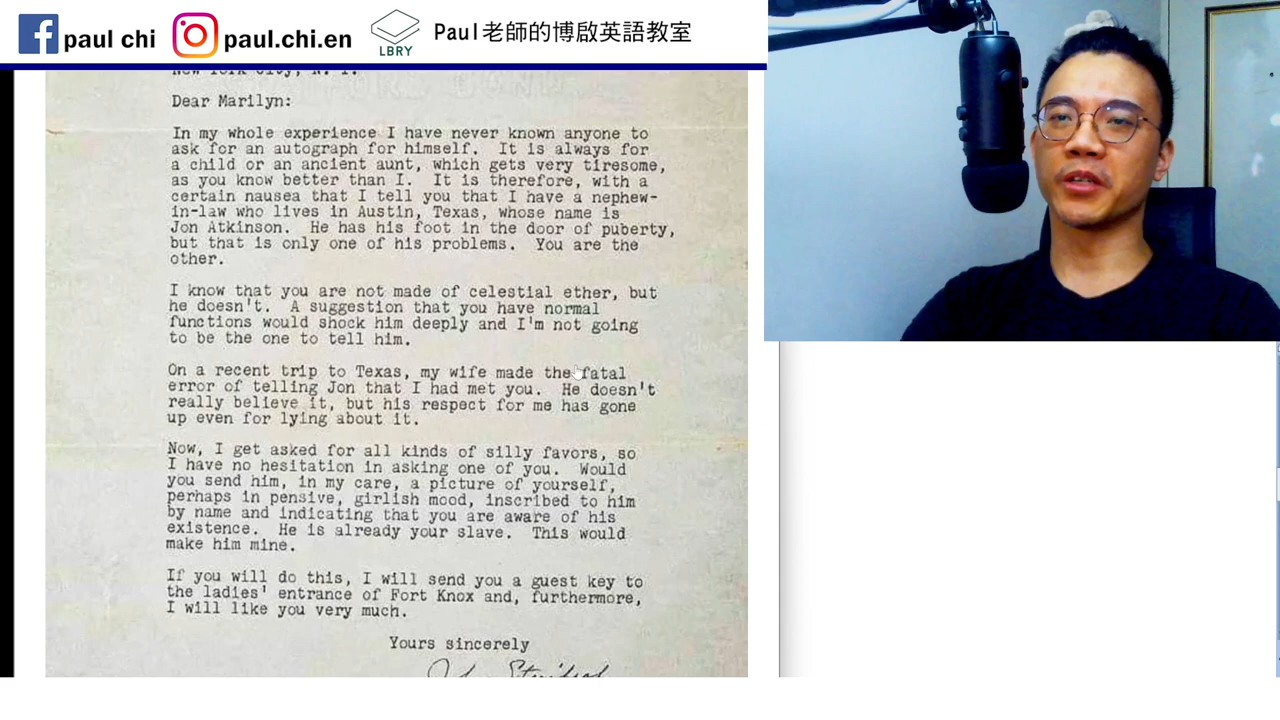 paul chi
paul.chi.en
LBRY
Paul老師的博啟英語教室
New York City, N. Y.
Dear Marilyn:
In my whole experience I have never known anyone to
ask for an autograph for himself. It is always for
a child or an ancient aunt, which gets very tiresome,
as you know better than I. It is therefore, with a
certain nausea that I tell you that I have a nephew-
in-law who lives in Austin, Texas, whose name is
Jon Atkinson. He has his foot in the door of puberty,
but that is only one of his problems. You are the
other.
I know that you are not made of celestial ether, but
he doesn't. A suggestion that you have normal
functions would shock him deeply and I'm not going
to be the one to tell him.
On a recent trip to Texas, my wife made the fatal
error of telling Jon that I had met you. He doesn't
really believe it, but his respect for me has gone
up even for lying about it.
Now, I get asked for all kinds of silly favors, so
I have no hesitation in asking one of you. Would
you send him, in my care, a picture of yourself,
perhaps in pensive, girlish mood, inscribed to him
by name and indicating that you are aware of his
existence. He is already your slave. This would
make him mine.
If you will do this, I will send you a guest key to
the ladies' entrance of Fort Knox and, furthermore,
I will like you very much.
Yours sincerely